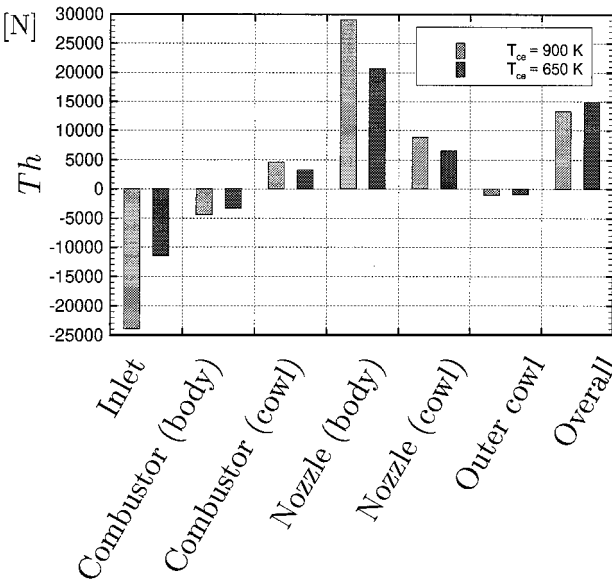 [N]
30000
25000
20000
15000
10000
5000
0
-5000
-10000
-15000
-20000
-25000
Th
T_ce = 900 K
T_ce = 650 K
Inlet
Combustor (body)
Combustor (cowl)
Nozzle (body)
Nozzle (cowl)
Outer cowl
Overall